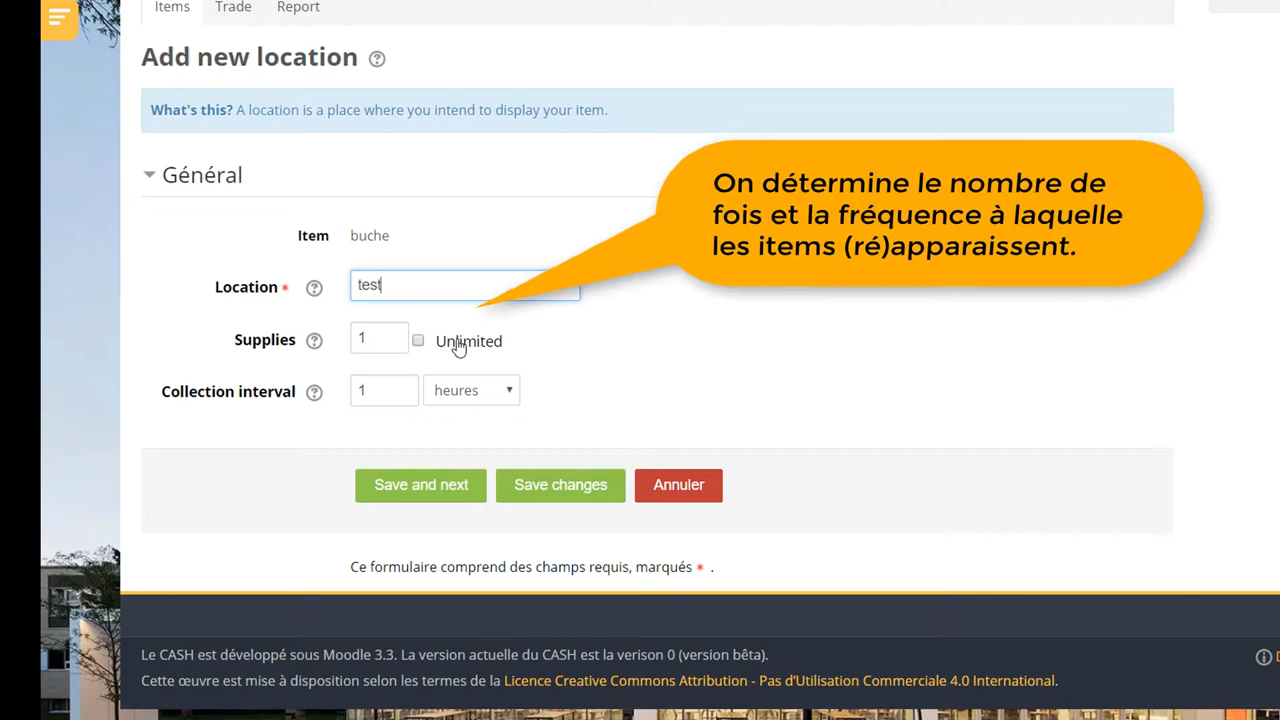 Items Trade Report
Add new location
What's this? A location is a place where you intend to display your item.
Général
On détermine le nombre de
fois et la fréquence à laquelle
les items (ré)apparaissent.
Item buche
Location * test
Supplies 1 Unlimited
Collection interval 1 heures
Save and next Save changes Annuler
Ce formulaire comprend des champs requis, marqués * .
Le CASH est développé sous Moodle 3.3. La version actuelle du CASH est la verison 0 (version bêta).
Cette œuvre est mise à disposition selon les termes de la Licence Creative Commons Attribution - Pas d'Utilisation Commerciale 4.0 International.